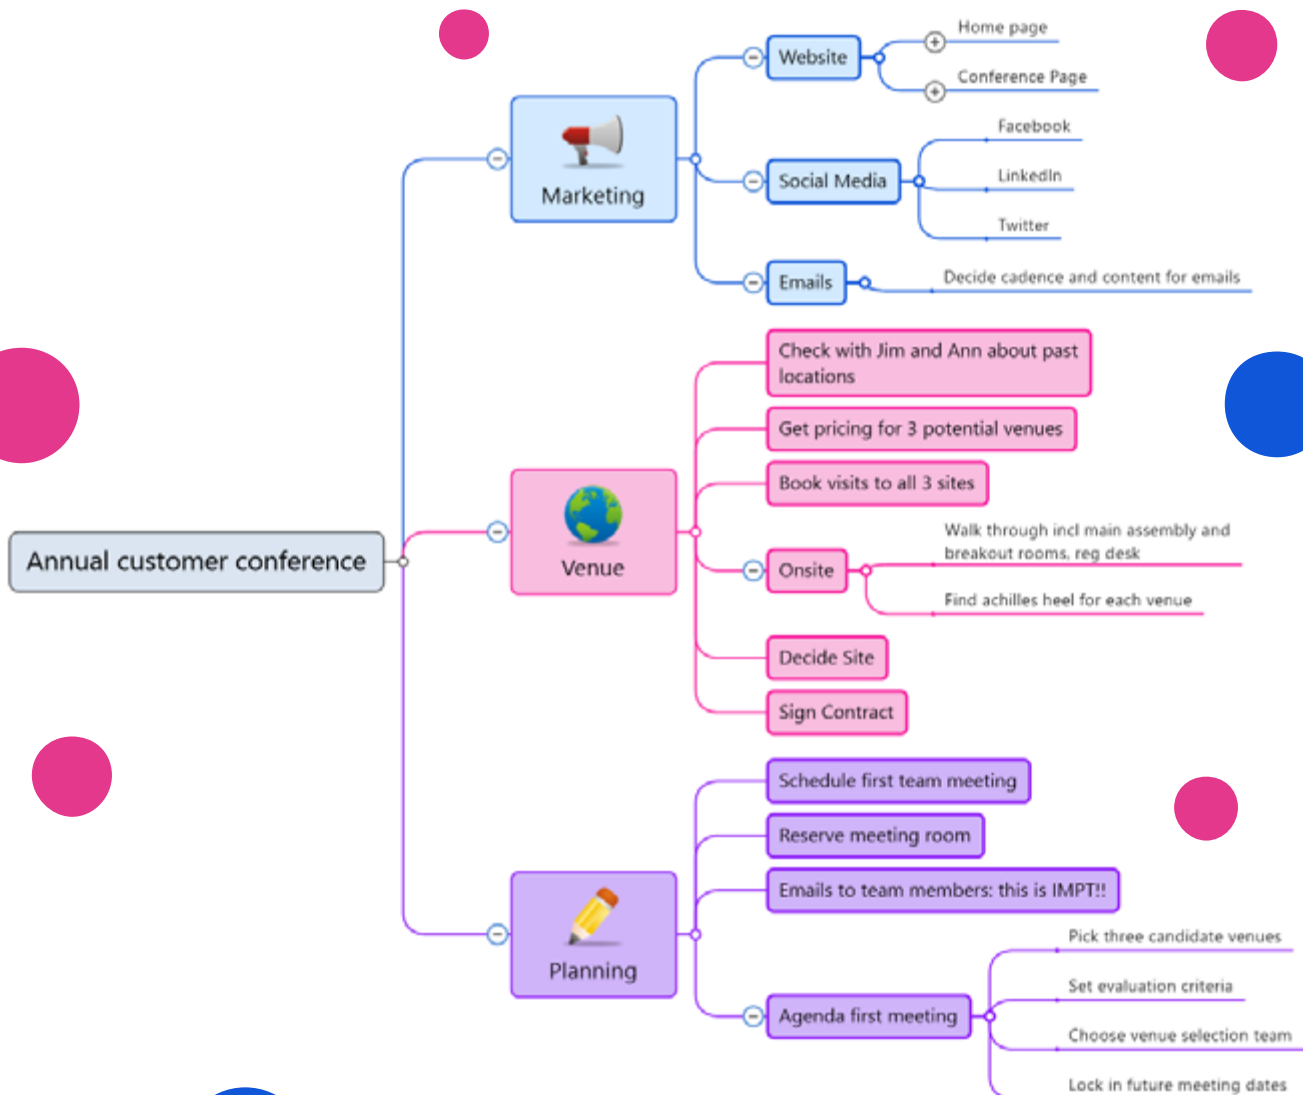 Annual customer conference
Marketing
Website
Home page
Conference Page
Social Media
Facebook
LinkedIn
Twitter
Emails
Decide cadence and content for emails
Venue
Check with Jim and Ann about past
locations
Get pricing for 3 potential venues
Book visits to all 3 sites
Onsite
Walk through incl main assembly and
breakout rooms, reg desk
Find achilles heel for each venue
Decide Site
Sign Contract
Planning
Schedule first team meeting
Reserve meeting room
Emails to team members: this is IMPT!!
Agenda first meeting
Pick three candidate venues
Set evaluation criteria
Choose venue selection team
Lock in future meeting dates